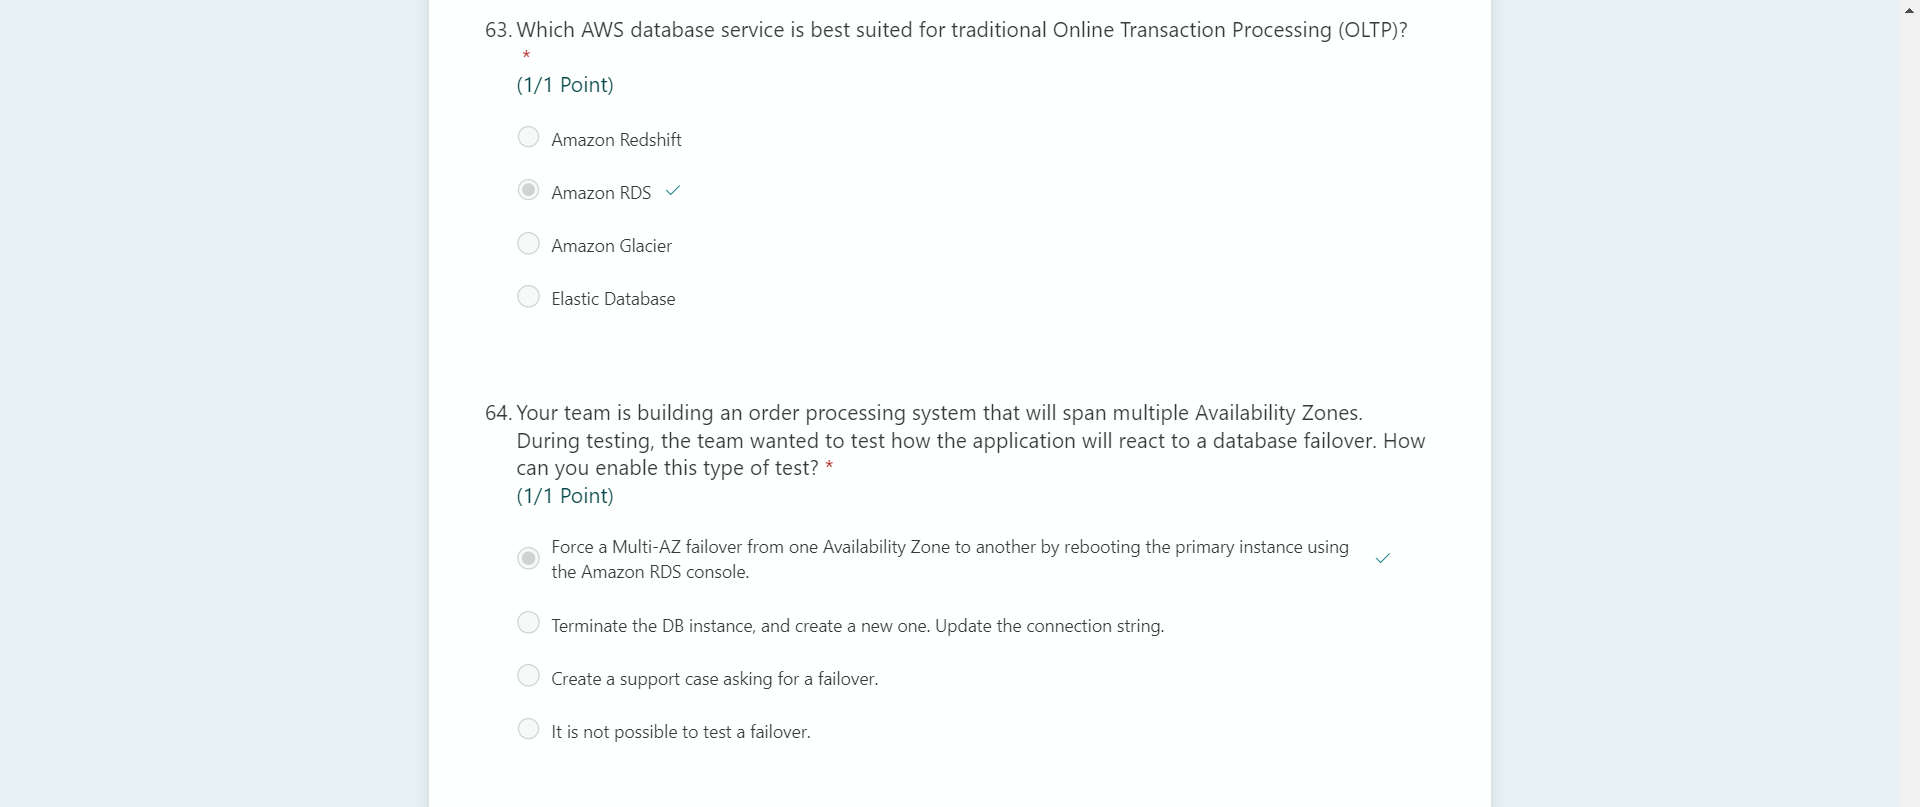 63. Which AWS database service is best suited for traditional Online Transaction Processing (OLTP)?
*
(1/1 Point)
Amazon Redshift
Amazon RDS
Amazon Glacier
Elastic Database
64. Your team is building an order processing system that will span multiple Availability Zones.
During testing, the team wanted to test how the application will react to a database failover. How
can you enable this type of test? *
(1/1 Point)
Force a Multi-AZ failover from one Availability Zone to another by rebooting the primary instance using
the Amazon RDS console.
Terminate the DB instance, and create a new one. Update the connection string.
Create a support case asking for a failover.
It is not possible to test a failover.